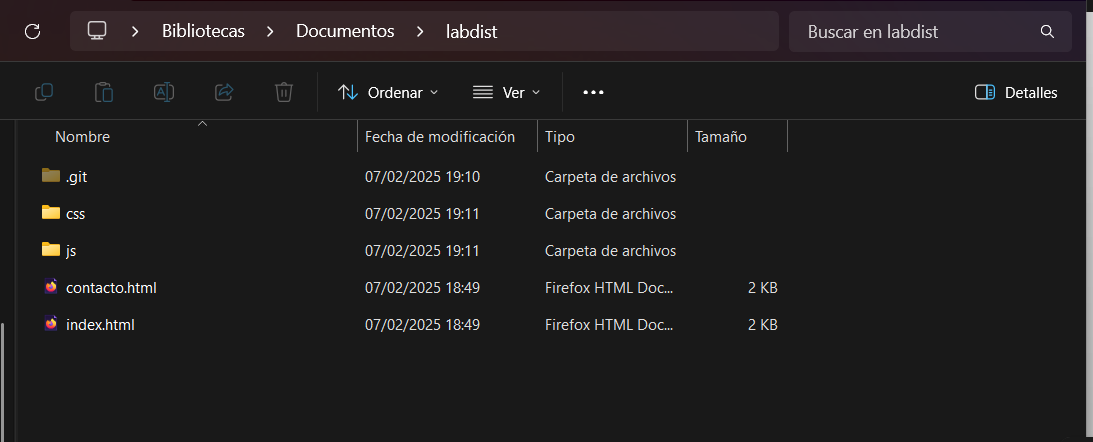 Bibliotecas > Documentos > labdist
Buscar en labdist
Ordenar
Ver
Detalles
Nombre Fecha de modificación Tipo Tamaño
.git 07/02/2025 19:10 Carpeta de archivos
css 07/02/2025 19:11 Carpeta de archivos
js 07/02/2025 19:11 Carpeta de archivos
contacto.html 07/02/2025 18:49 Firefox HTML Doc... 2 KB
index.html 07/02/2025 18:49 Firefox HTML Doc... 2 KB